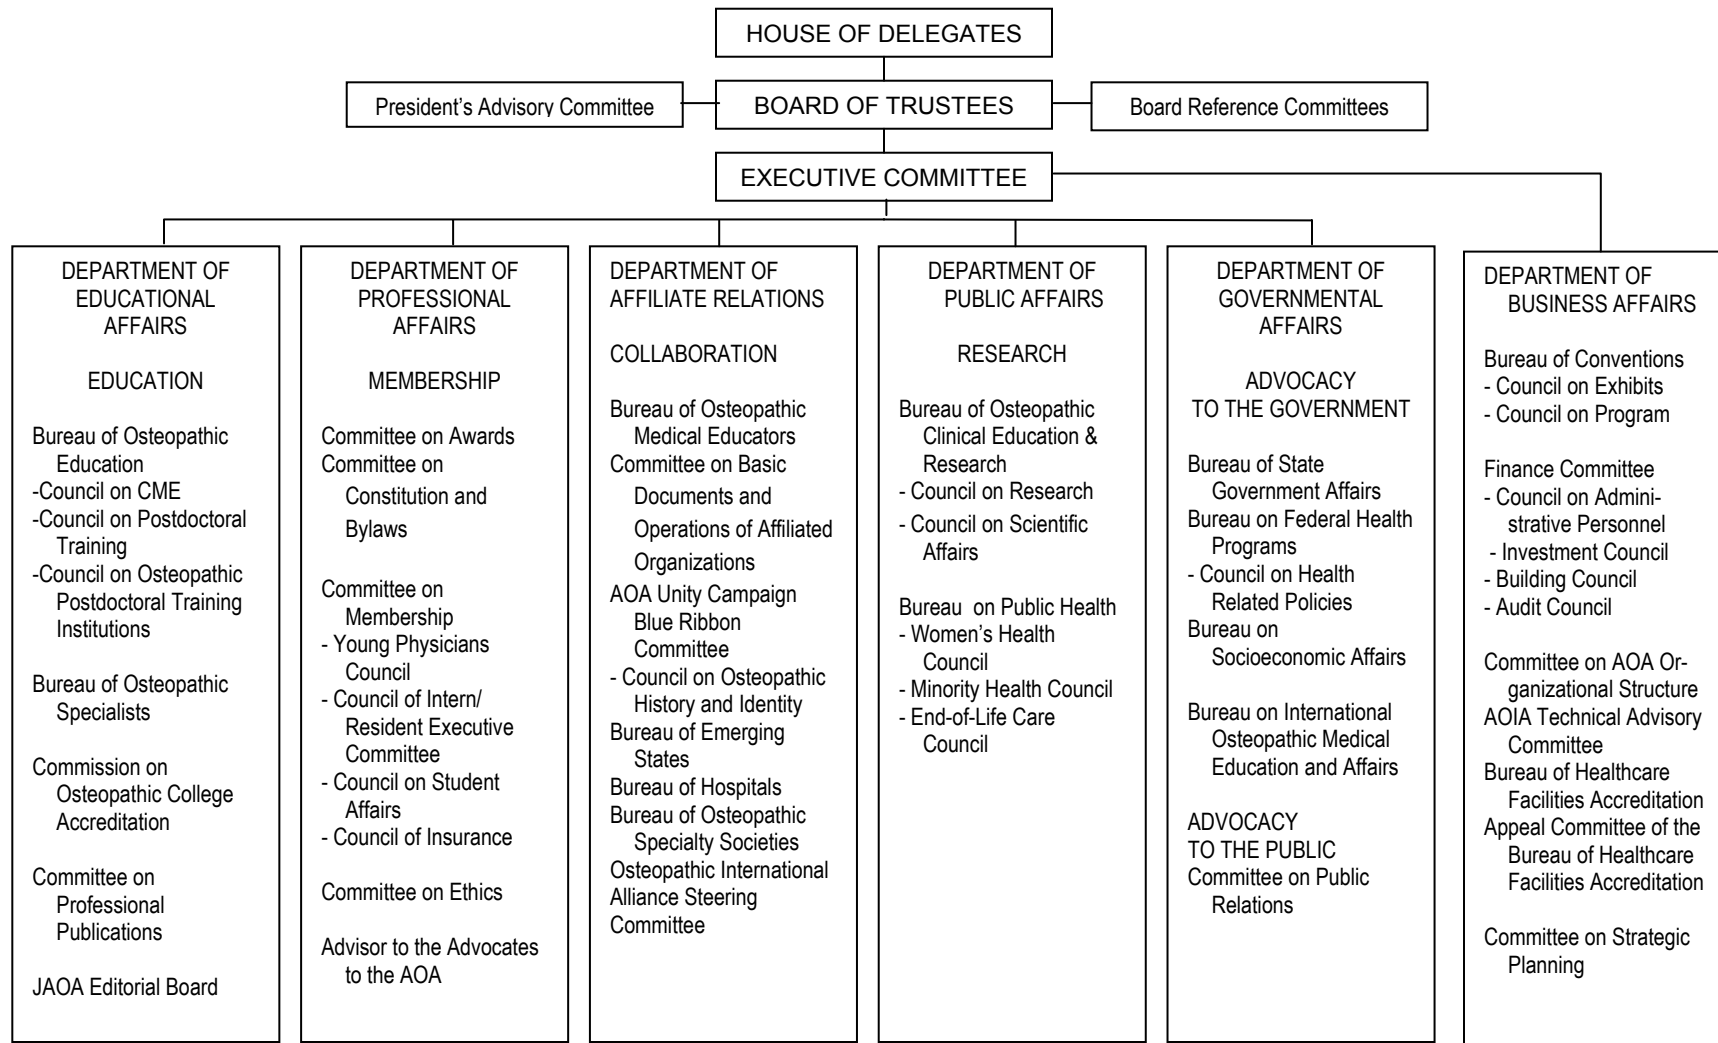 HOUSE OF DELEGATES
President's Advisory Committee
BOARD OF TRUSTEES
Board Reference Committees
EXECUTIVE COMMITTEE
DEPARTMENT OF
EDUCATIONAL
AFFAIRS
EDUCATION
Bureau of Osteopathic
Education
-Council on CME
-Council on Postdoctoral
Training
-Council on Osteopathic
Postdoctoral Training
Institutions
Bureau of Osteopathic
Specialists
Commission on
Osteopathic College
Accreditation
Committee on
Professional
Publications
JAOA Editorial Board
DEPARTMENT OF
PROFESSIONAL
AFFAIRS
MEMBERSHIP
Committee on Awards
Committee on
Constitution and
Bylaws
Committee on
Membership
- Young Physicians
Council
- Council of Intern/
Resident Executive
Committee
- Council on Student
Affairs
- Council of Insurance
Committee on Ethics
Advisor to the Advocates
to the AOA
DEPARTMENT OF
AFFILIATE RELATIONS
COLLABORATION
Bureau of Osteopathic
Medical Educators
Committee on Basic
Documents and
Operations of Affiliated
Organizations
AOA Unity Campaign
Blue Ribbon
Committee
- Council on Osteopathic
History and Identity
Bureau of Emerging
States
Bureau of Hospitals
Bureau of Osteopathic
Specialty Societies
Osteopathic International
Alliance Steering
Committee
DEPARTMENT OF
PUBLIC AFFAIRS
RESEARCH
Bureau of Osteopathic
Clinical Education &
Research
- Council on Research
- Council on Scientific
Affairs
Bureau on Public Health
- Women's Health
Council
- Minority Health Council
- End-of-Life Care
Council
DEPARTMENT OF
GOVERNMENTAL
AFFAIRS
ADVOCACY
TO THE GOVERNMENT
Bureau of State
Government Affairs
Bureau on Federal Health
Programs
- Council on Health
Related Policies
Bureau on
Socioeconomic Affairs
Bureau on International
Osteopathic Medical
Education and Affairs
ADVOCACY
TO THE PUBLIC
Committee on Public
Relations
DEPARTMENT OF
BUSINESS AFFAIRS
Bureau of Conventions
- Council on Exhibits
- Council on Program
Finance Committee
- Council on Admini-
strative Personnel
- Investment Council
- Building Council
- Audit Council
Committee on AOA Or-
ganizational Structure
AOIA Technical Advisory
Committee
Bureau of Healthcare
Facilities Accreditation
Appeal Committee of the
Bureau of Healthcare
Facilities Accreditation
Committee on Strategic
Planning